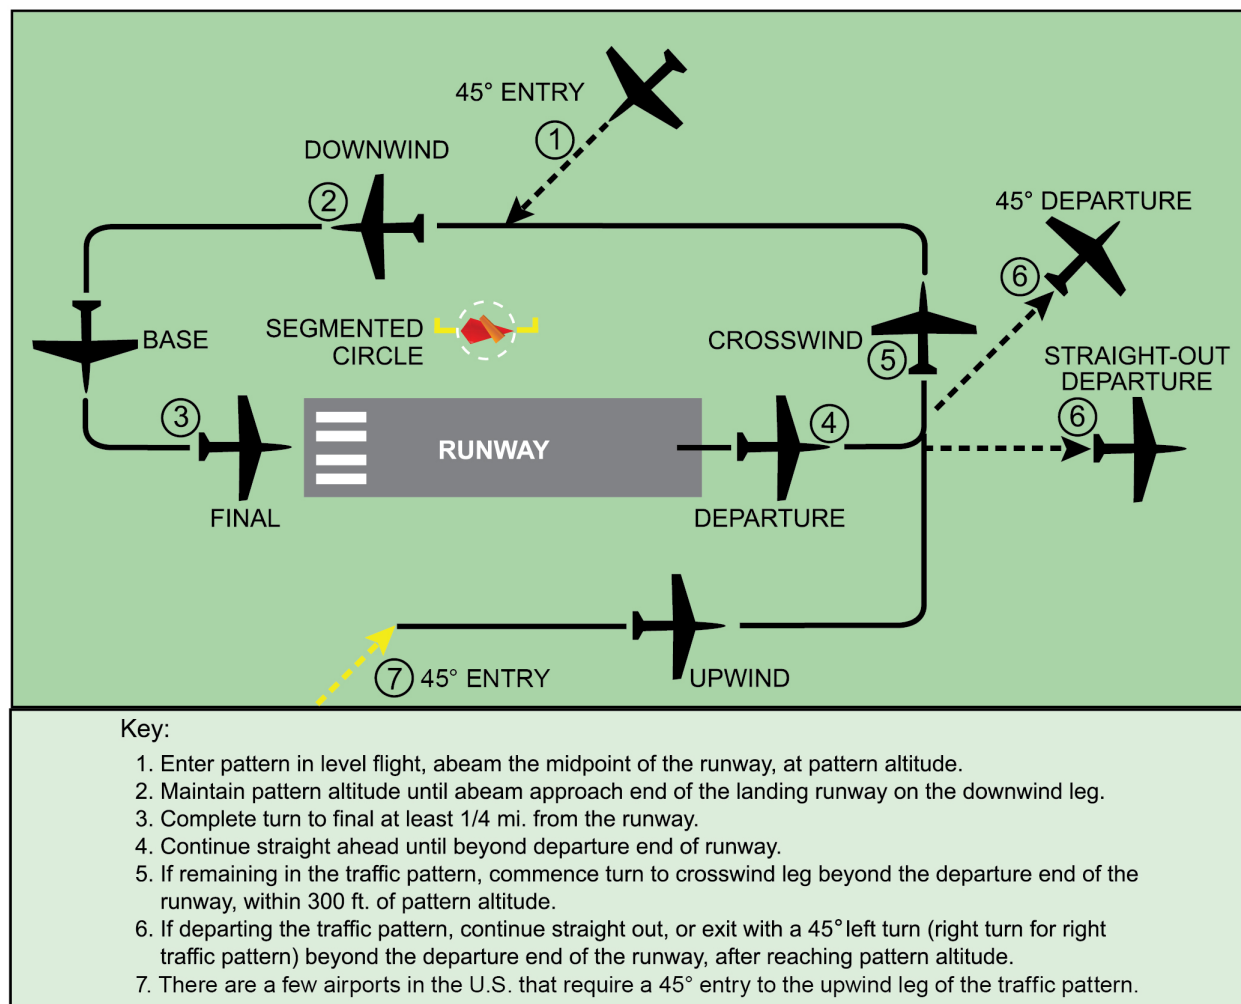 45° ENTRY
1
DOWNWIND
2
45° DEPARTURE
6
SEGMENTED
CIRCLE
BASE
CROSSWIND
5
STRAIGHT-OUT
DEPARTURE
6
3
RUNWAY
4
FINAL
DEPARTURE
7 45° ENTRY
UPWIND
Key:
1. Enter pattern in level flight, abeam the midpoint of the runway, at pattern altitude.
2. Maintain pattern altitude until abeam approach end of the landing runway on the downwind leg.
3. Complete turn to final at least 1/4 mi. from the runway.
4. Continue straight ahead until beyond departure end of runway.
5. If remaining in the traffic pattern, commence turn to crosswind leg beyond the departure end of the
runway, within 300 ft. of pattern altitude.
6. If departing the traffic pattern, continue straight out, or exit with a 45° left turn (right turn for right
traffic pattern) beyond the departure end of the runway, after reaching pattern altitude.
7. There are a few airports in the U.S. that require a 45° entry to the upwind leg of the traffic pattern.